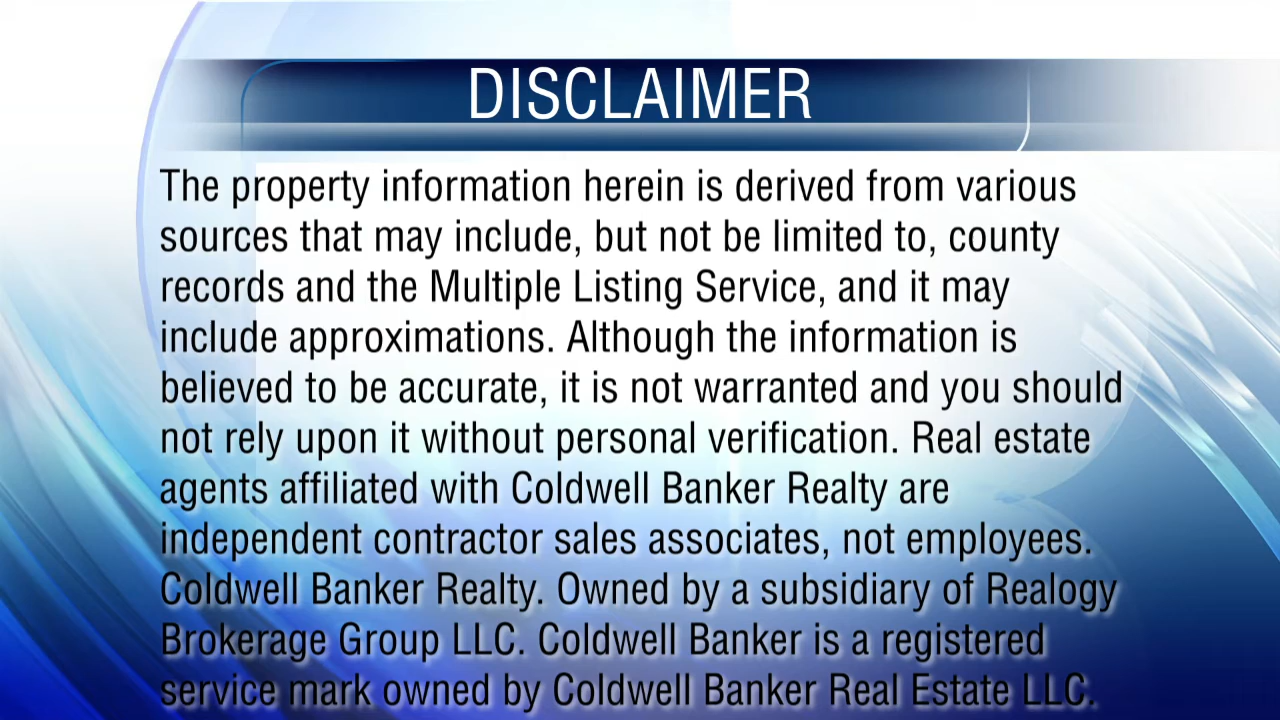 DISCLAIMER
The property information herein is derived from various
sources that may include, but not be limited to, county
records and the Multiple Listing Service, and it may
include approximations. Although the information is
believed to be accurate, it is not warranted and you should
not rely upon it without personal verification. Real estate
agents affiliated with Coldwell Banker Realty are
independent contractor sales associates, not employees.
Coldwell Banker Realty. Owned by a subsidiary of Realogy
Brokerage Group LLC. Coldwell Banker is a registered
service mark owned by Coldwell Banker Real Estate LLC.